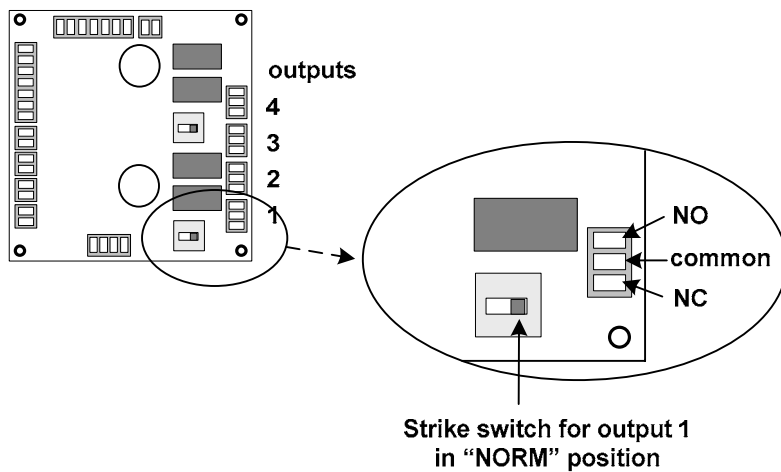 outputs
4
3
2
1
NO
common
NC
Strike switch for output 1
in “NORM” position